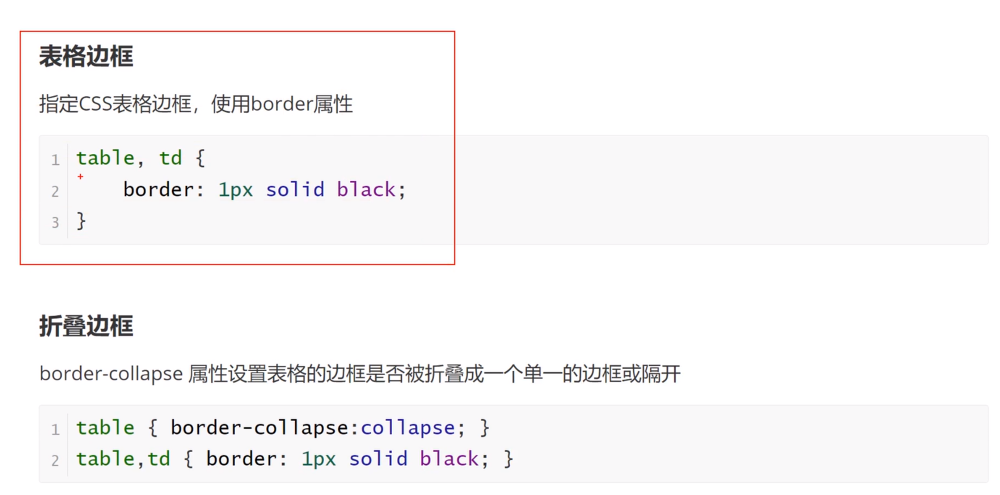 表格边框
指定CSS表格边框，使用border属性
1 table, td {
2     border: 1px solid black;
3 }
折叠边框
border-collapse 属性设置表格的边框是否被折叠成一个单一的边框或隔开
1 table { border-collapse:collapse; }
2 table,td { border: 1px solid black; }